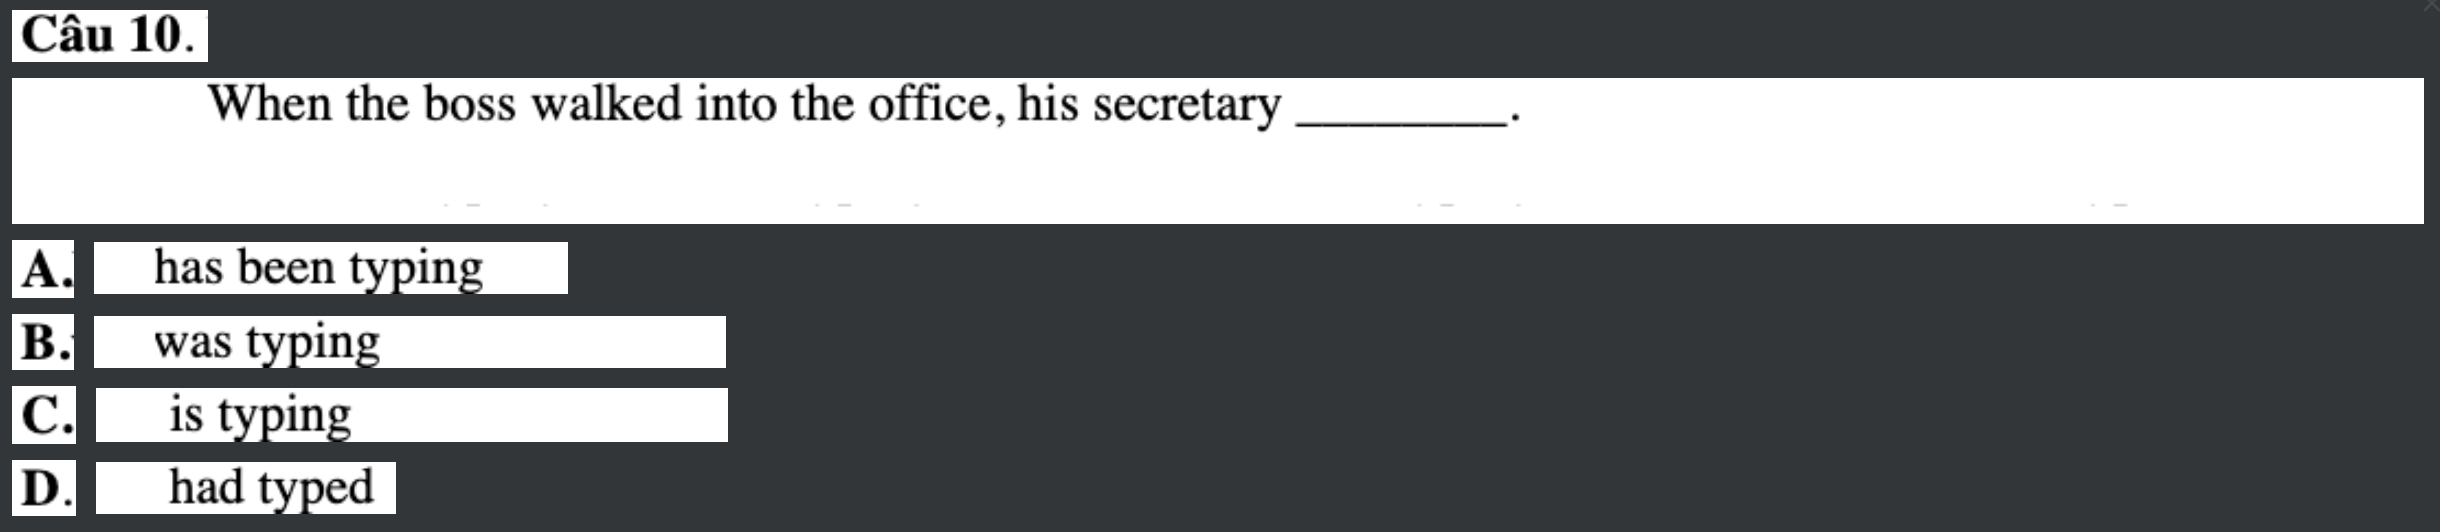 Câu 10.
When the boss walked into the office, his secretary ________.
A. has been typing
B. was typing
C. is typing
D. had typed